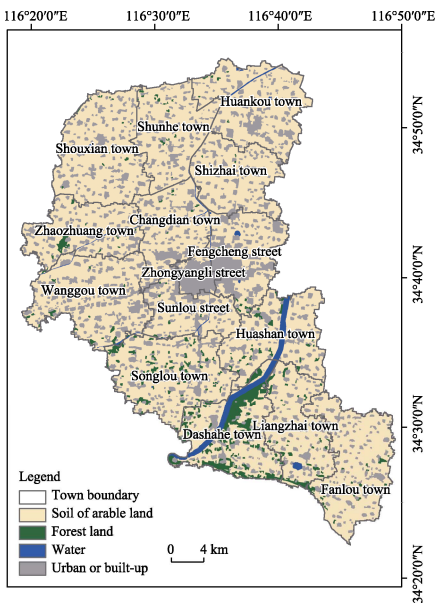 116°20′0″E 116°30′0″E 116°40′0″E 116°50′0″E
Huankou town
34°50′0″N
Shunhe town
Shouxian town
Shizhai town
Changdian town
Zhaozhuang town
Fengcheng street
Zhongyangli street
34°40′0″N
Wanggou town
Sunlou street
Huashan town
Songlou town
34°30′0″N
Liangzhai town
Dashahe town
Fanlou town
Legend
Town boundary
Soil of arable land
Forest land
Water
Urban or built-up
0 4 km
34°20′0″N